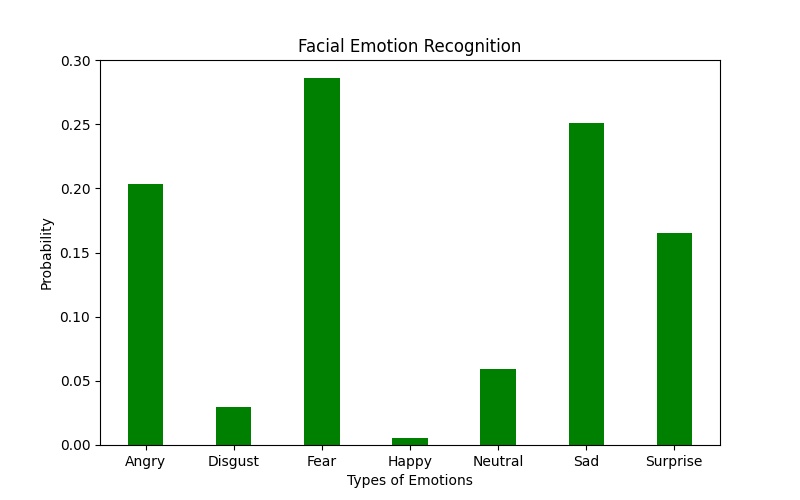 Facial Emotion Recognition
0.30
0.25
0.20
0.15
0.10
0.05
0.00
Probability
Angry Disgust Fear Happy Neutral Sad Surprise
Types of Emotions